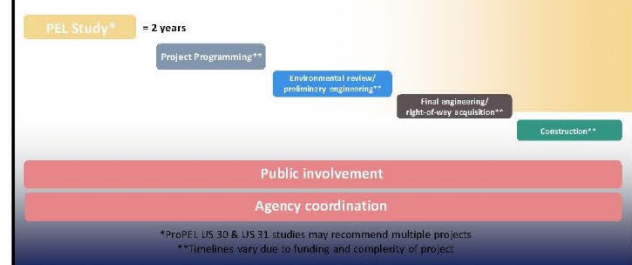 PEL Study*
= 2 years
Project Programming**
Environmental review/
preliminary engineering**
Final engineering/
right-of-way acquisition**
Construction**
Public involvement
Agency coordination
*ProPEL US 30 & US 31 studies may recommend multiple projects
**Timelines vary due to funding and complexity of project